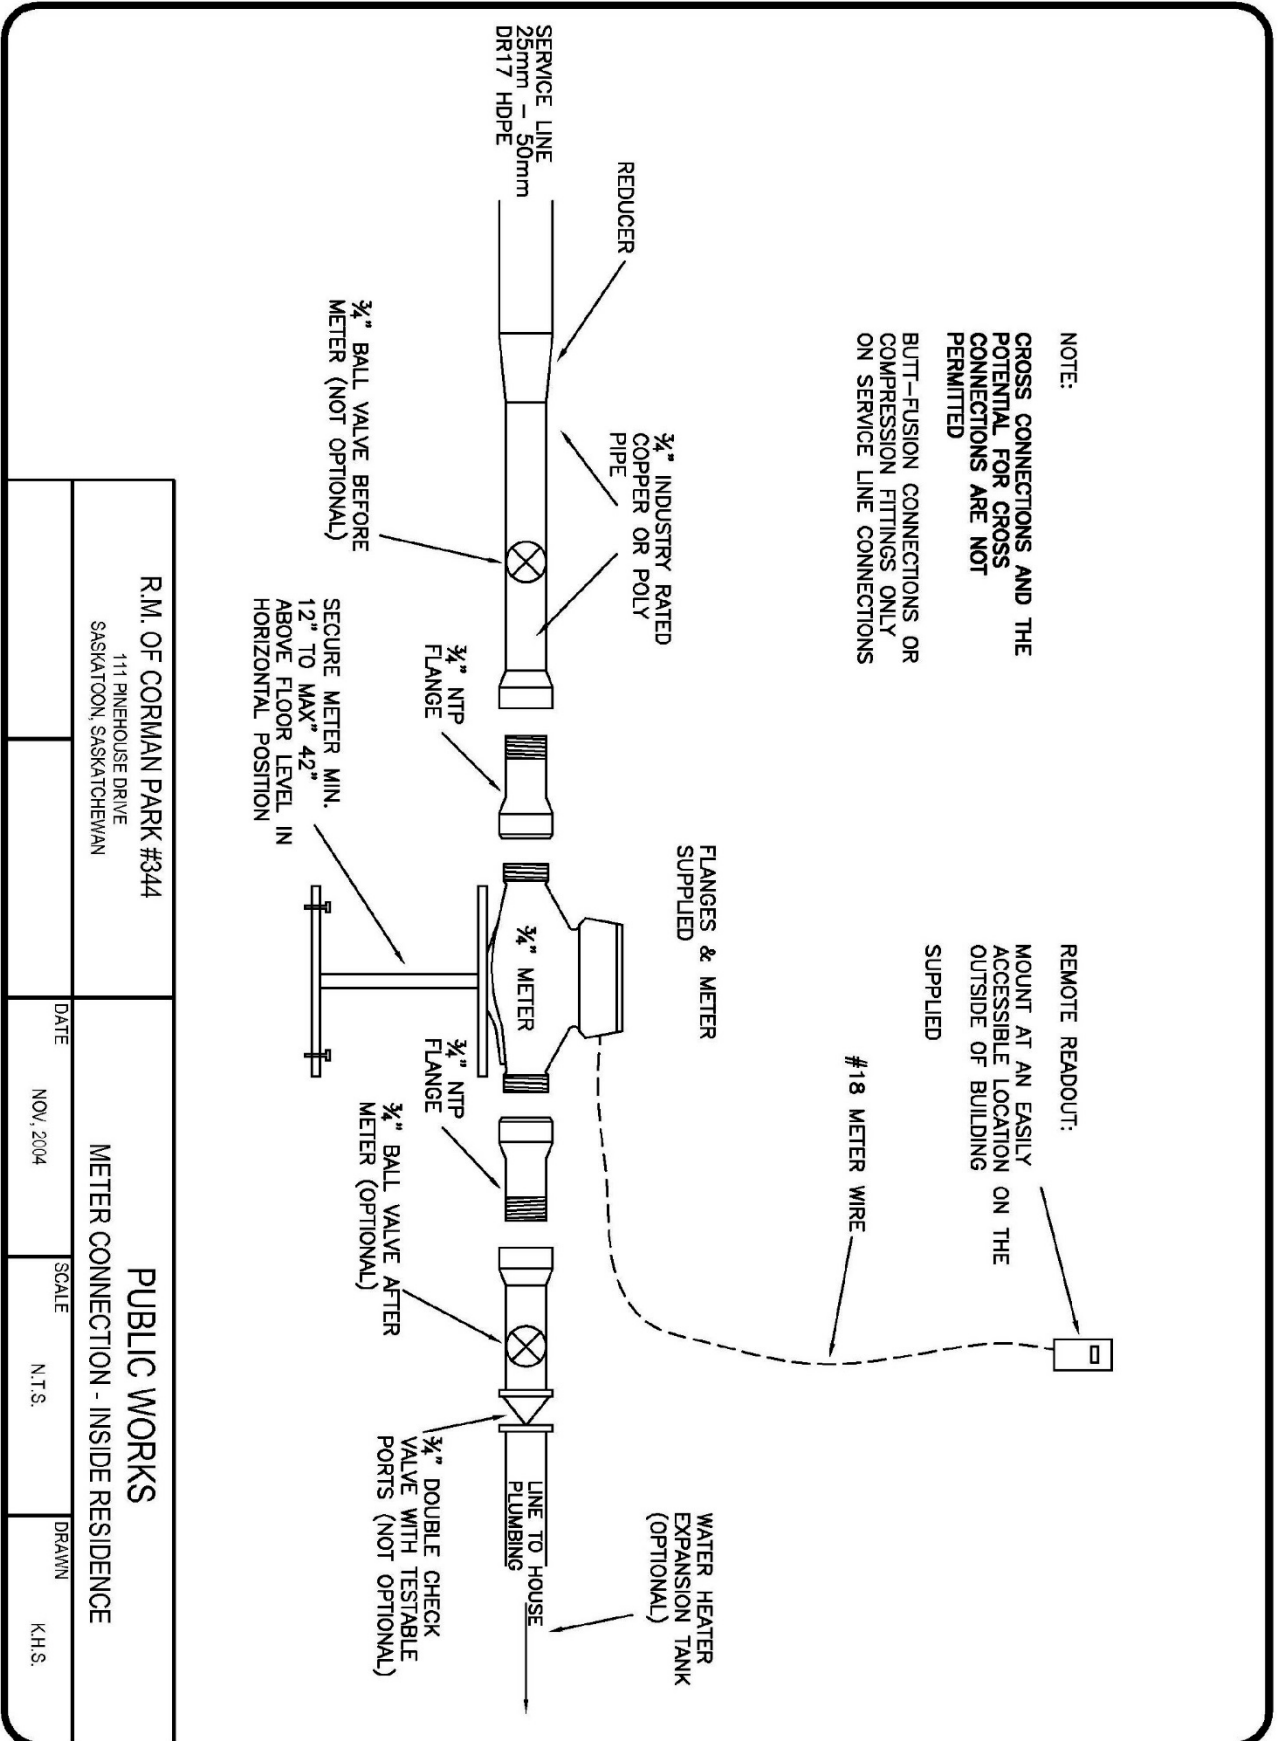 NOTE:
CROSS CONNECTIONS AND THE
POTENTIAL FOR CROSS
CONNECTIONS ARE NOT
PERMITTED
BUTT-FUSION CONNECTIONS OR
COMPRESSION FITTINGS ONLY
ON SERVICE LINE CONNECTIONS
REMOTE READOUT:
MOUNT AT AN EASILY
ACCESSIBLE LOCATION ON THE
OUTSIDE OF BUILDING
SUPPLIED
#18 METER WIRE
FLANGES & METER
SUPPLIED
WATER HEATER
EXPANSION TANK
(OPTIONAL)
REDUCER
¾" INDUSTRY RATED
COPPER OR POLY
PIPE
SERVICE LINE
25mm - 50mm
DR17 HDPE
¾" METER
LINE TO HOUSE
PLUMBING
¾" BALL VALVE BEFORE
METER (NOT OPTIONAL)
¾" NTP
FLANGE
SECURE METER MIN.
12" TO MAX" 42"
ABOVE FLOOR LEVEL IN
HORIZONTAL POSITION
¾" NTP
FLANGE
¾" BALL VALVE AFTER
METER (OPTIONAL)
¾" DOUBLE CHECK
VALVE WITH TESTABLE
PORTS (NOT OPTIONAL)
R.M. OF CORMAN PARK #344
111 PINEHOUSE DRIVE
SASKATOON, SASKATCHEWAN
PUBLIC WORKS
METER CONNECTION - INSIDE RESIDENCE
DATE NOV, 2004
SCALE N.T.S.
DRAWN K.H.S.